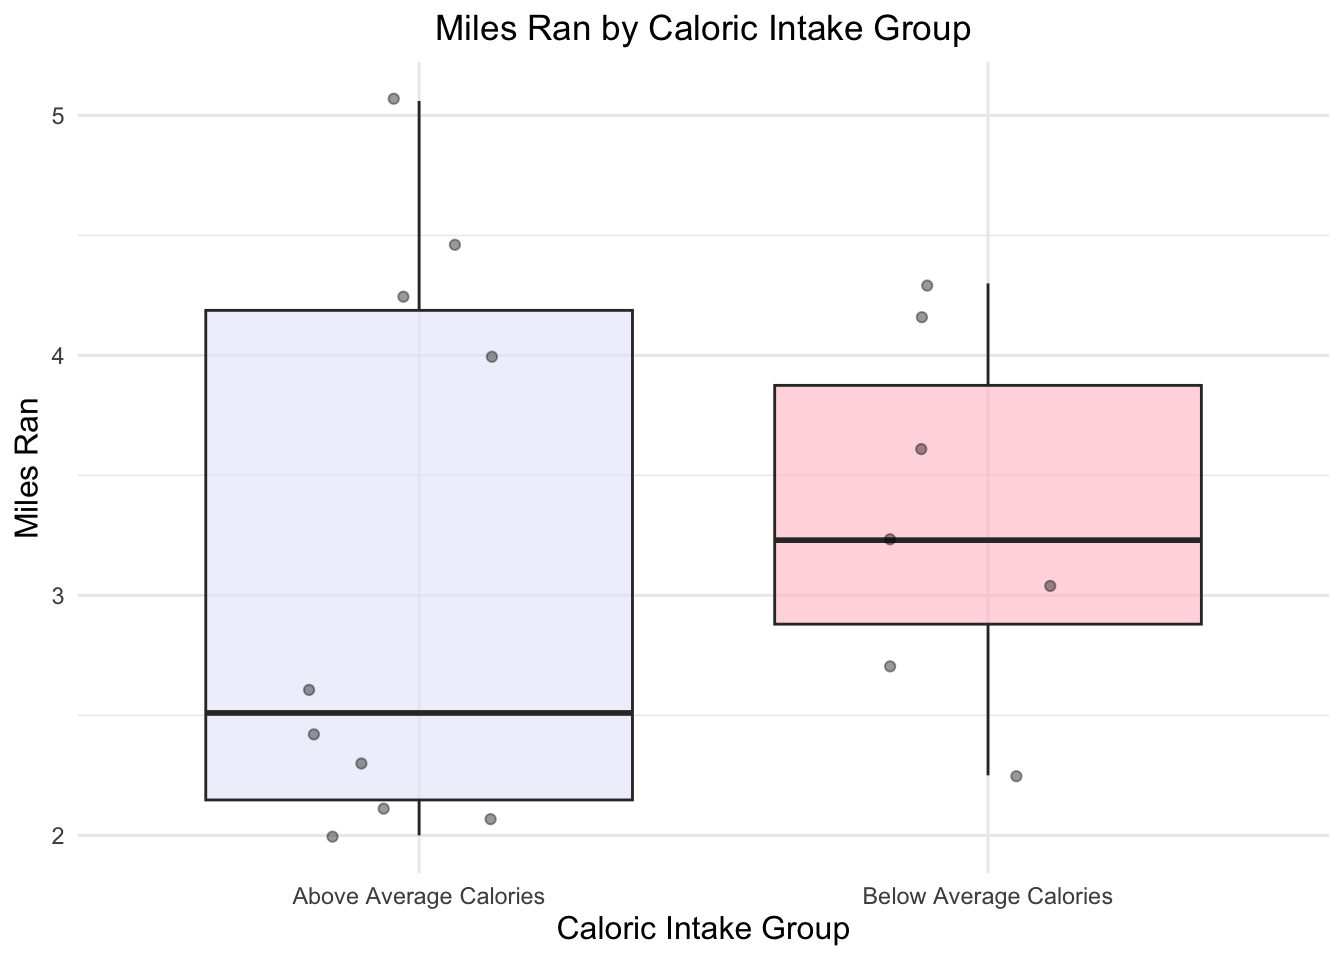 Miles Ran by Caloric Intake Group
Miles Ran
5
4
3
2
Above Average Calories
Below Average Calories
Caloric Intake Group